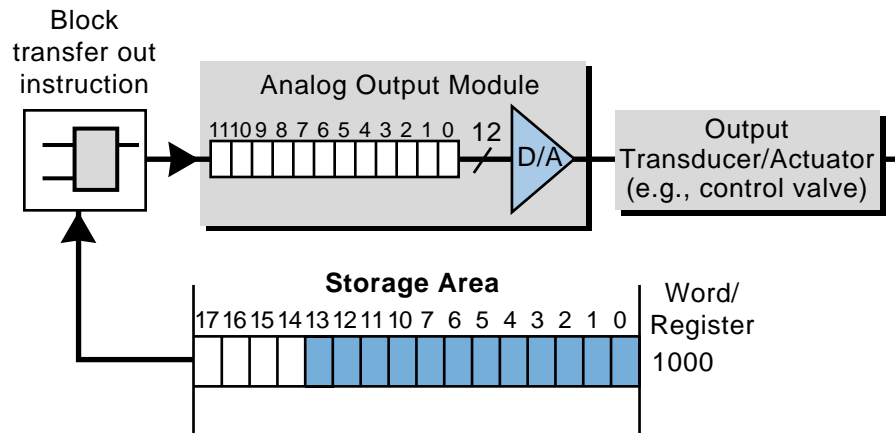 Block
transfer out
instruction
Analog Output Module
11 10 9 8 7 6 5 4 3 2 1 0
12
D/A
Output
Transducer/Actuator
(e.g., control valve)
Storage Area
17 16 15 14 13 12 11 10 7 6 5 4 3 2 1 0
Word/
Register
1000